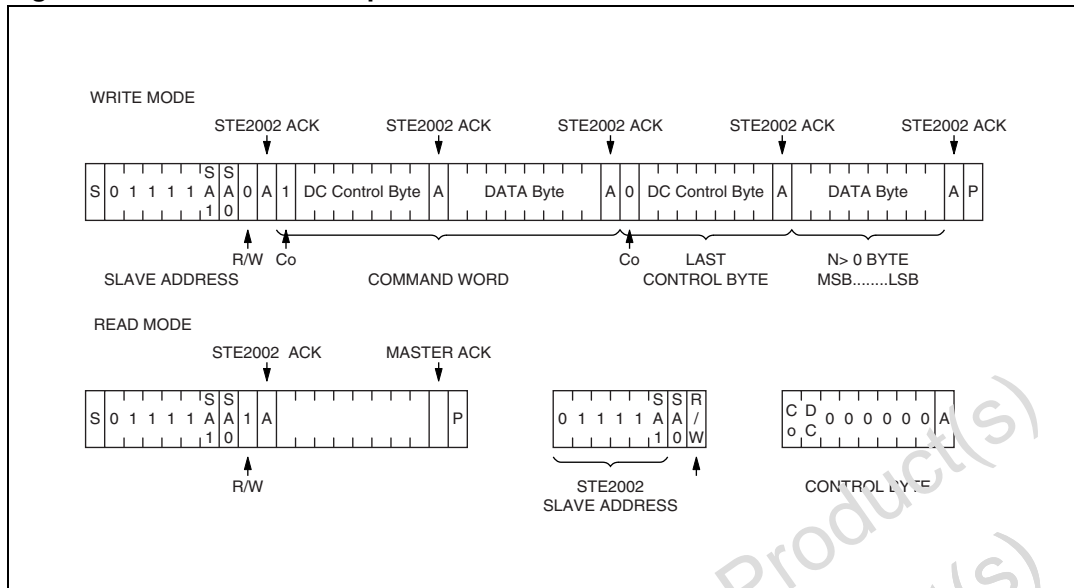 WRITE MODE
STE2002 ACK STE2002 ACK STE2002 ACK STE2002 ACK STE2002 ACK
S 0 1 1 1 1 SA1 SA0 0 A 1 DC Control Byte A DATA Byte A 0 DC Control Byte A DATA Byte A P
R/W Co Co LAST N> 0 BYTE
SLAVE ADDRESS COMMAND WORD CONTROL BYTE MSB........LSB
READ MODE
STE2002 ACK MASTER ACK
S 0 1 1 1 1 SA1 SA0 1 A P 0 1 1 1 1 SA1 SA0 R/W Co DC 0 0 0 0 0 0 A
R/W STE2002 CONTROL BYTE
SLAVE ADDRESS
Product(s)